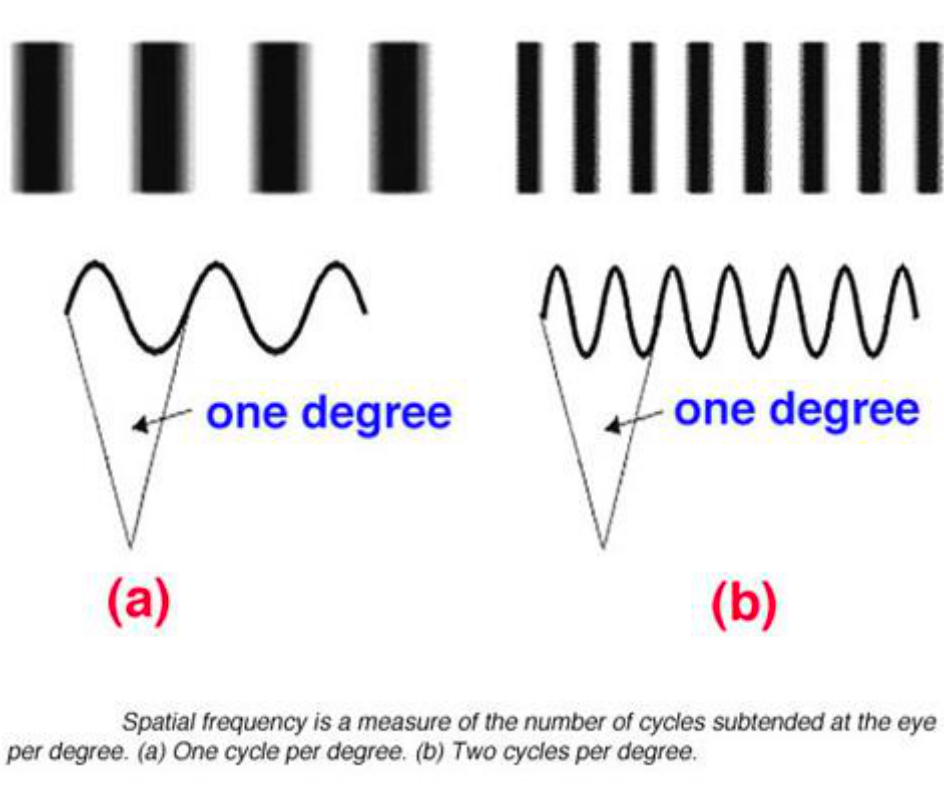 one degree
one degree
(a)
(b)
Spatial frequency is a measure of the number of cycles subtended at the eye
per degree. (a) One cycle per degree. (b) Two cycles per degree.